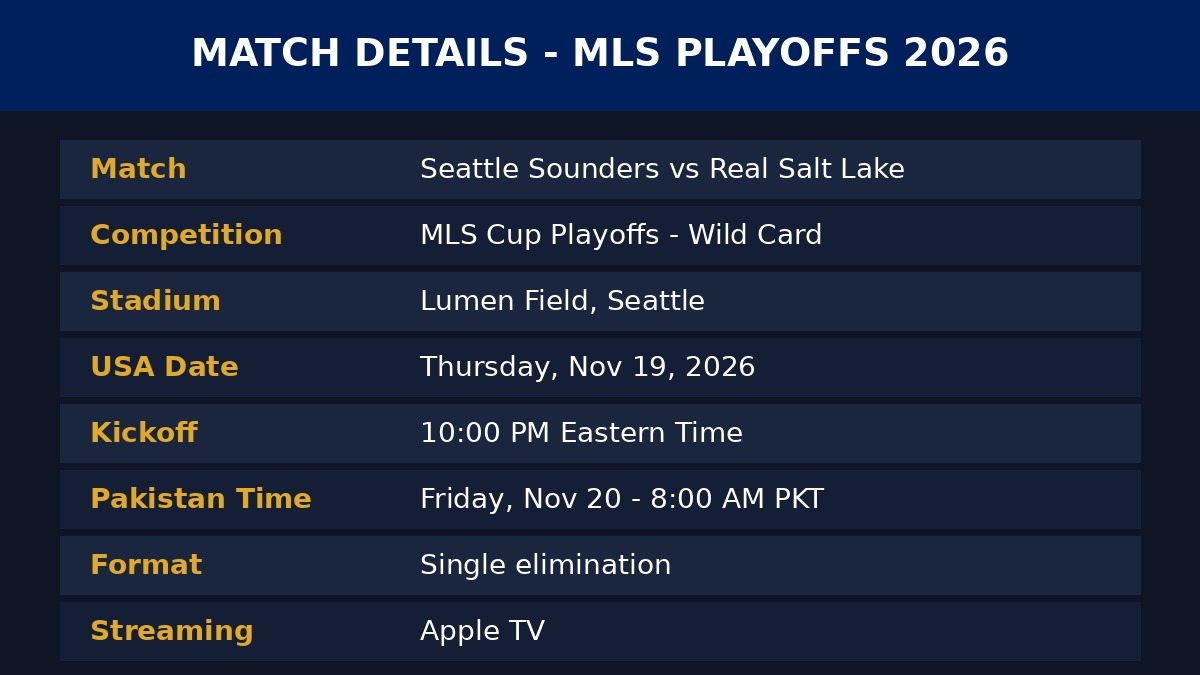 MATCH DETAILS - MLS PLAYOFFS 2026
Match Seattle Sounders vs Real Salt Lake
Competition MLS Cup Playoffs - Wild Card
Stadium Lumen Field, Seattle
USA Date Thursday, Nov 19, 2026
Kickoff 10:00 PM Eastern Time
Pakistan Time Friday, Nov 20 - 8:00 AM PKT
Format Single elimination
Streaming Apple TV